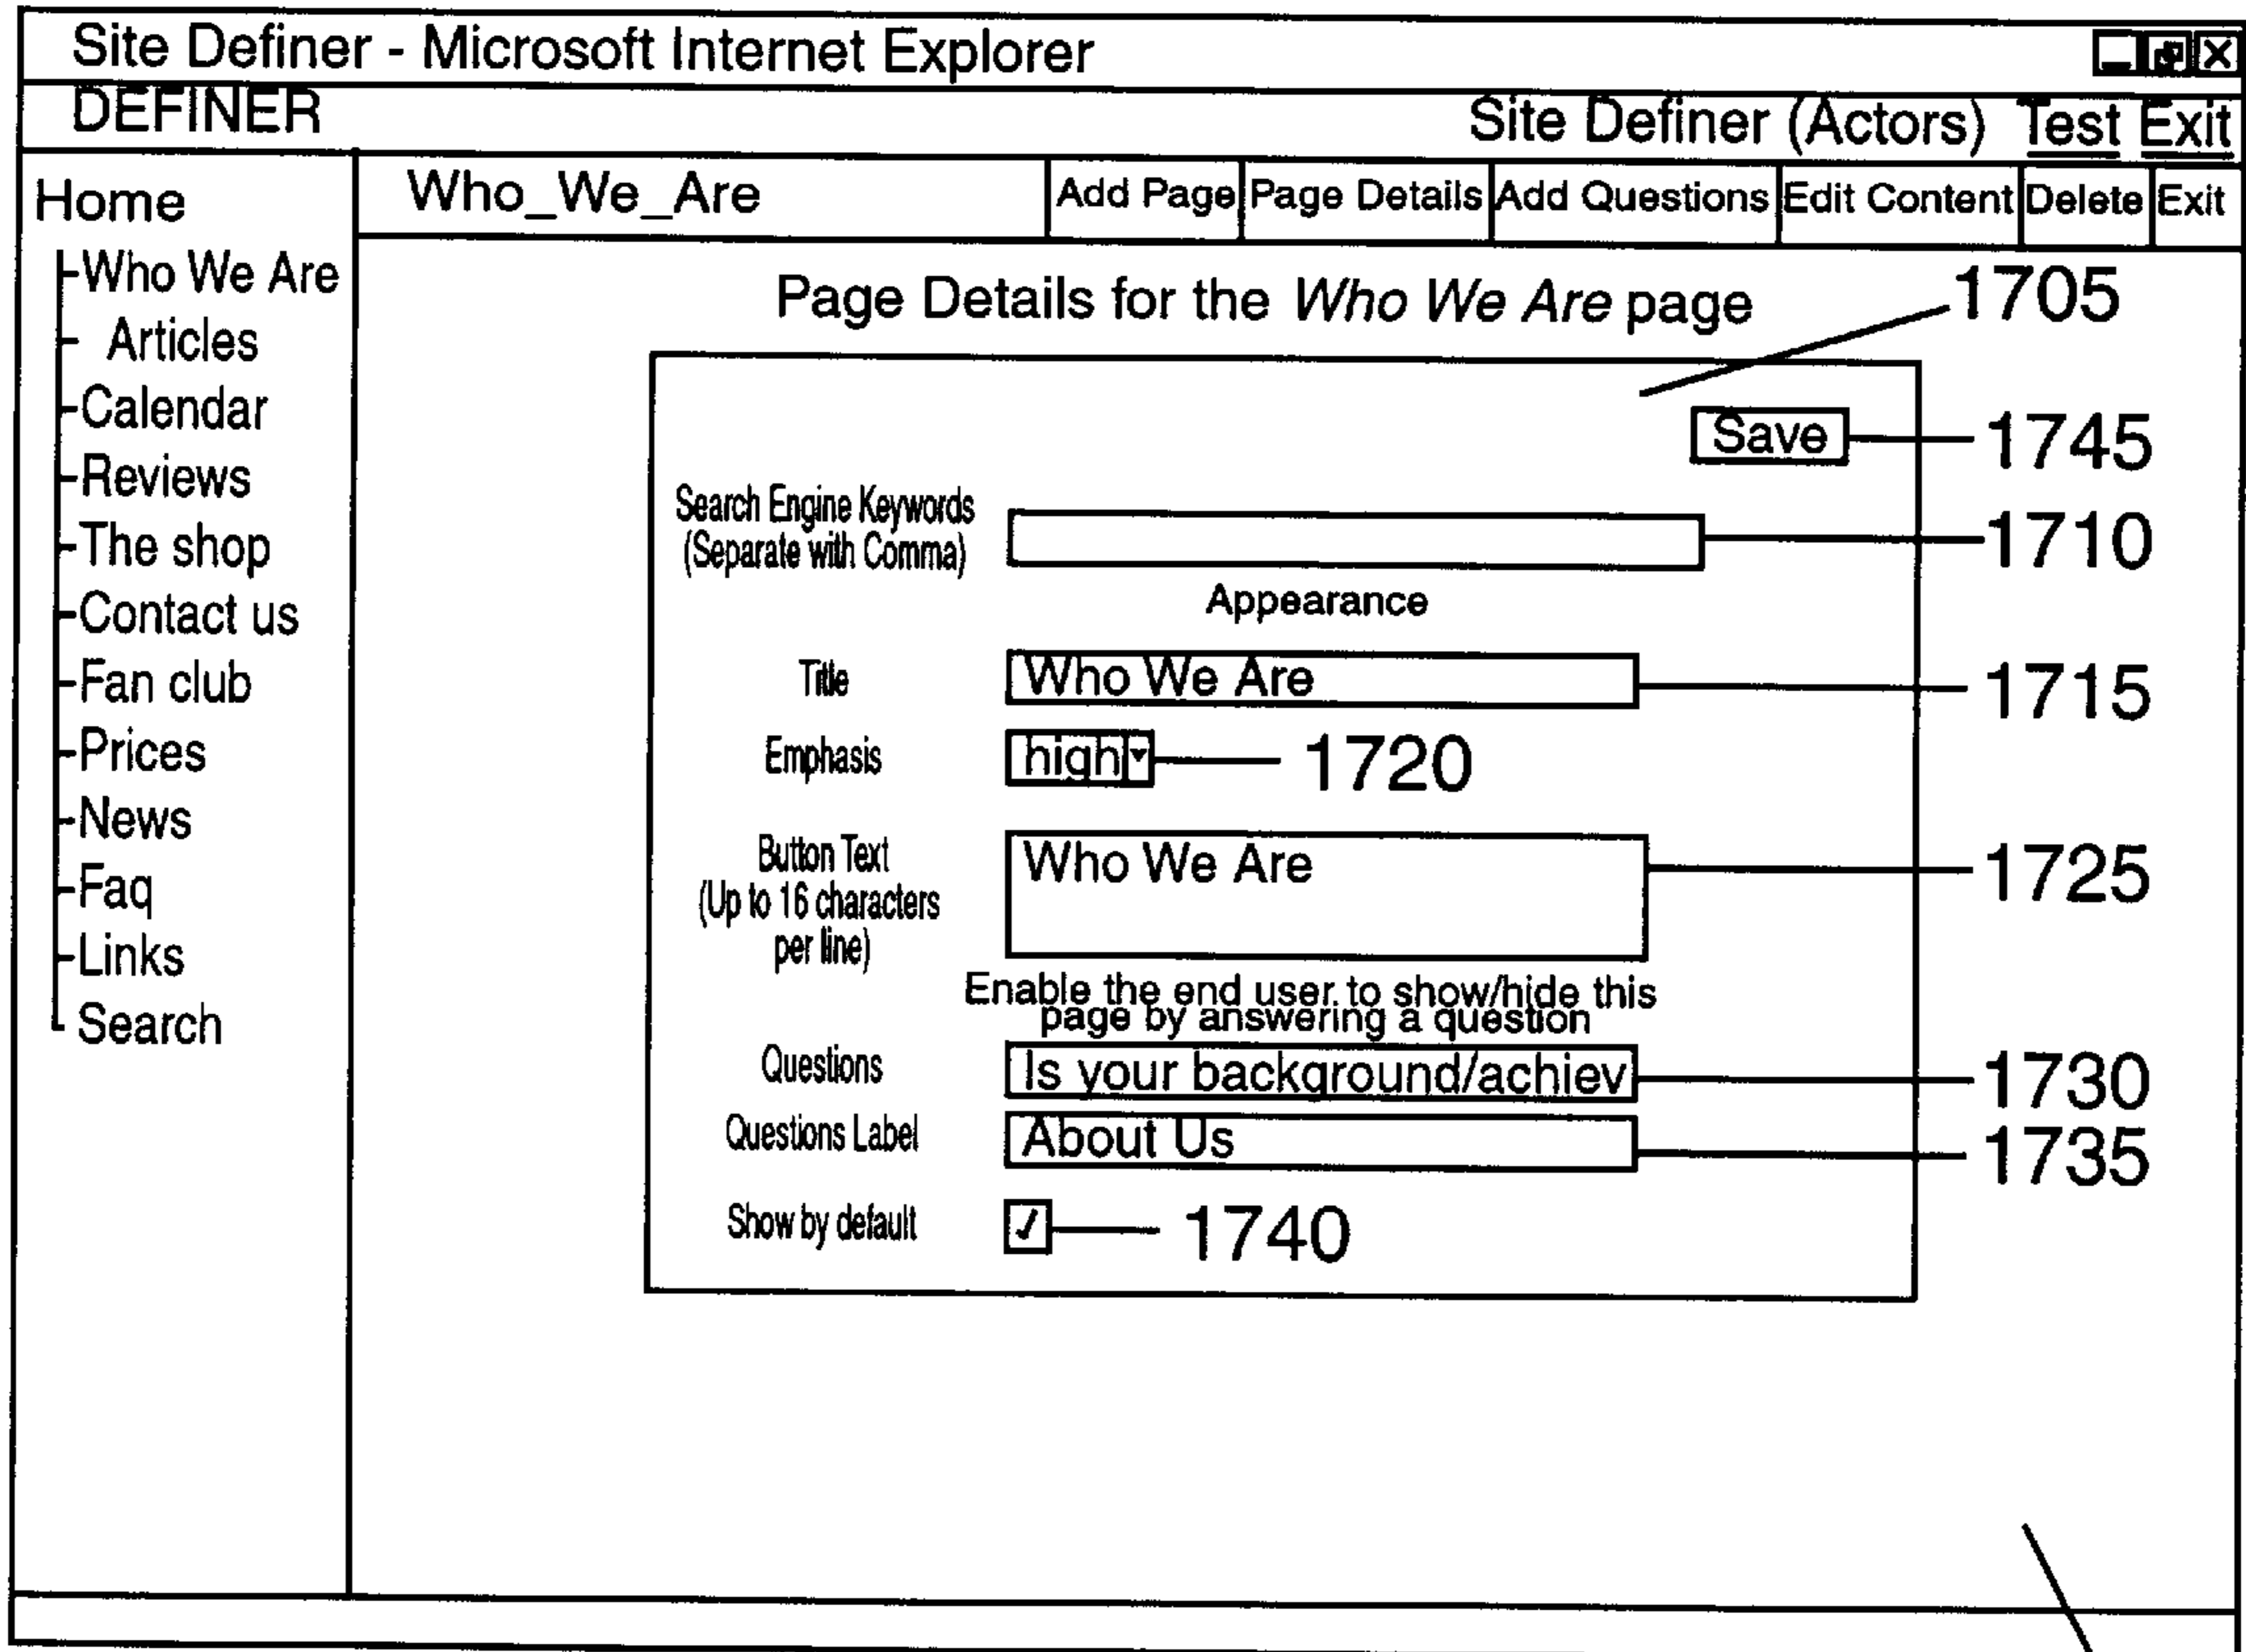 Site Definer - Microsoft Internet Explorer
DEFINER Site Definer (Actors) Test Exit
Home
Who We Are
Articles
Calendar
Reviews
The shop
Contact us
Fan club
Prices
News
Faq
Links
Search
Who_We_Are Add Page Page Details Add Questions Edit Content Delete Exit
Page Details for the Who We Are page 1705
Save 1745
Search Engine Keywords
(Separate with Comma) 1710
Appearance
Title Who We Are 1715
Emphasis high 1720
Button Text
(Up to 16 characters
per line) Who We Are 1725
Enable the end user to show/hide this
page by answering a question
Questions Is your background/achiev 1730
Questions Label About Us 1735
Show by default 1740